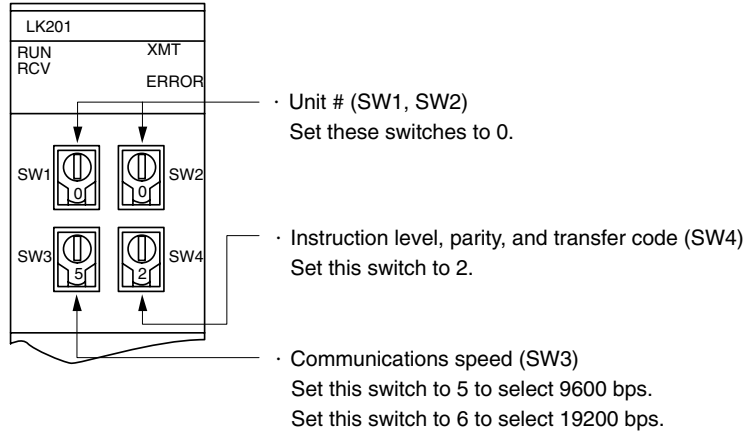 LK201
RUN XMT
RCV
ERROR
· Unit # (SW1, SW2)
Set these switches to 0.
SW1 0 0 SW2
· Instruction level, parity, and transfer code (SW4)
Set this switch to 2.
SW3 5 2 SW4
· Communications speed (SW3)
Set this switch to 5 to select 9600 bps.
Set this switch to 6 to select 19200 bps.